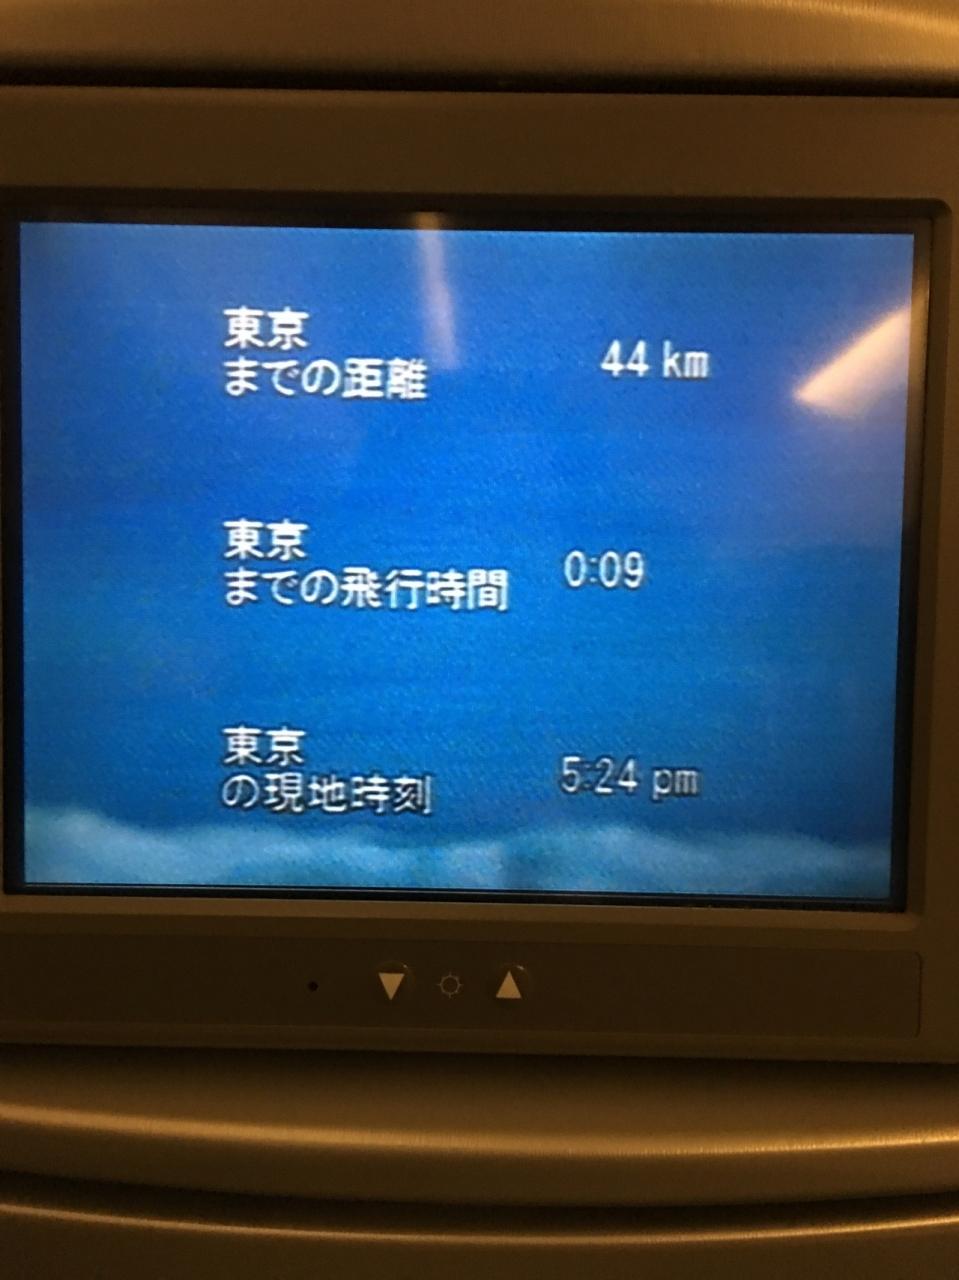 東京
までの距離 44 km
東京
までの飛行時間 0:09
東京
の現地時刻 5:24 pm